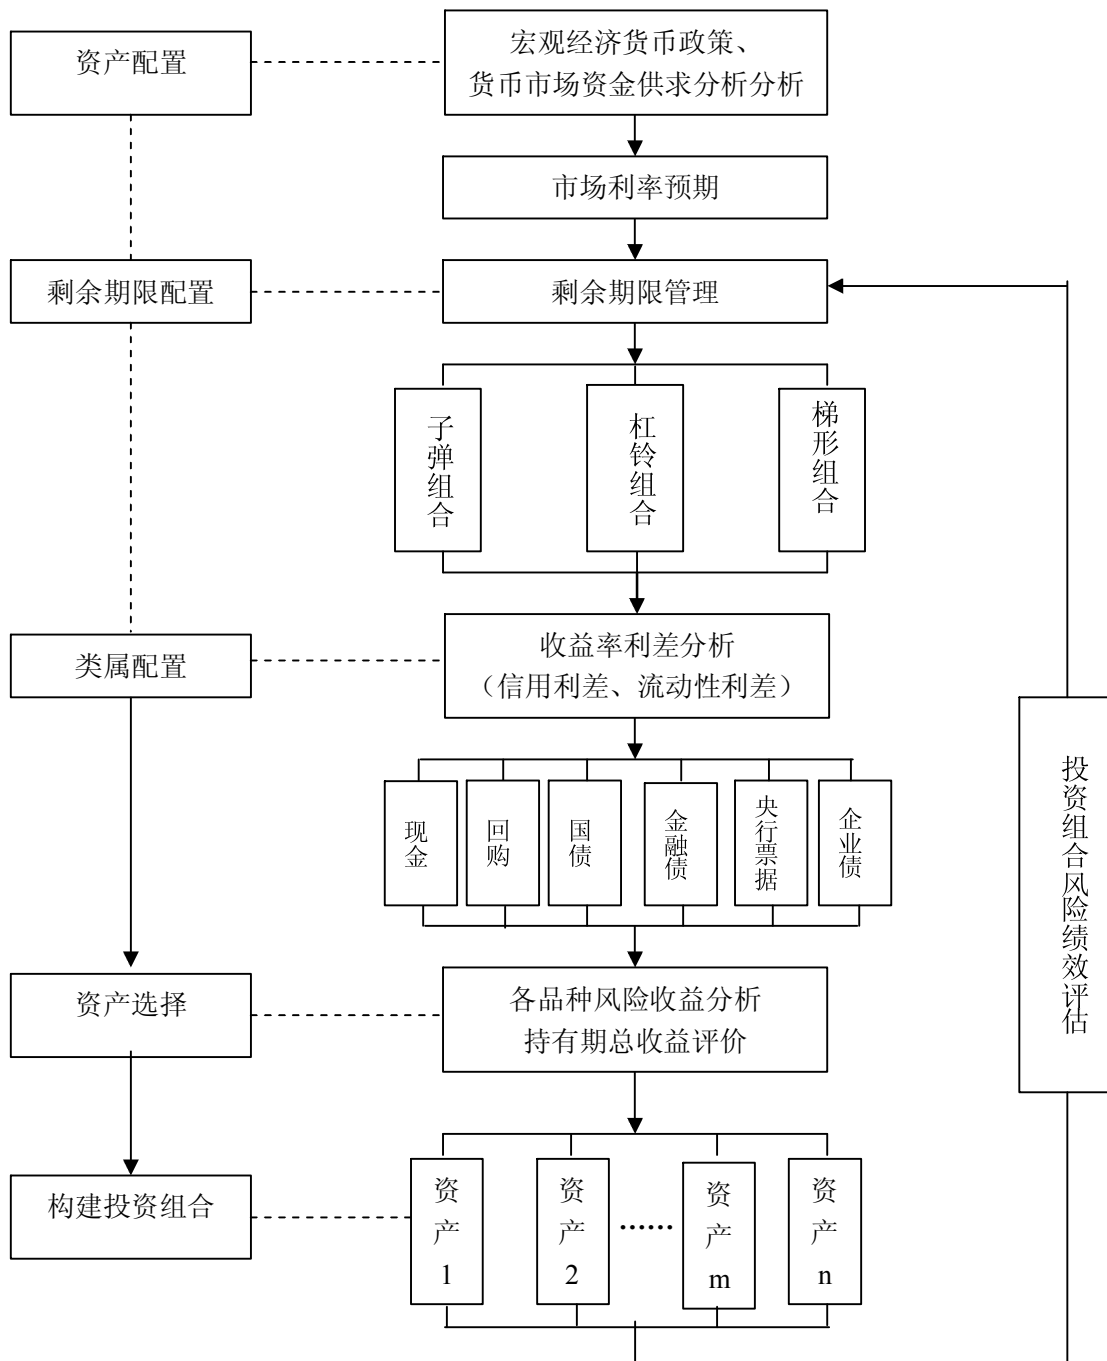 资产配置
宏观经济货币政策、
货币市场资金供求分析分析
市场利率预期
剩余期限配置
剩余期限管理
子弹组合
杠铃组合
梯形组合
类属配置
收益率利差分析
（信用利差、流动性利差）
现金
回购
国债
金融债
央行票据
企业债
投资组合风险绩效评估
资产选择
各品种风险收益分析
持有期总收益评价
构建投资组合
资产1
资产2
……
资产m
资产n